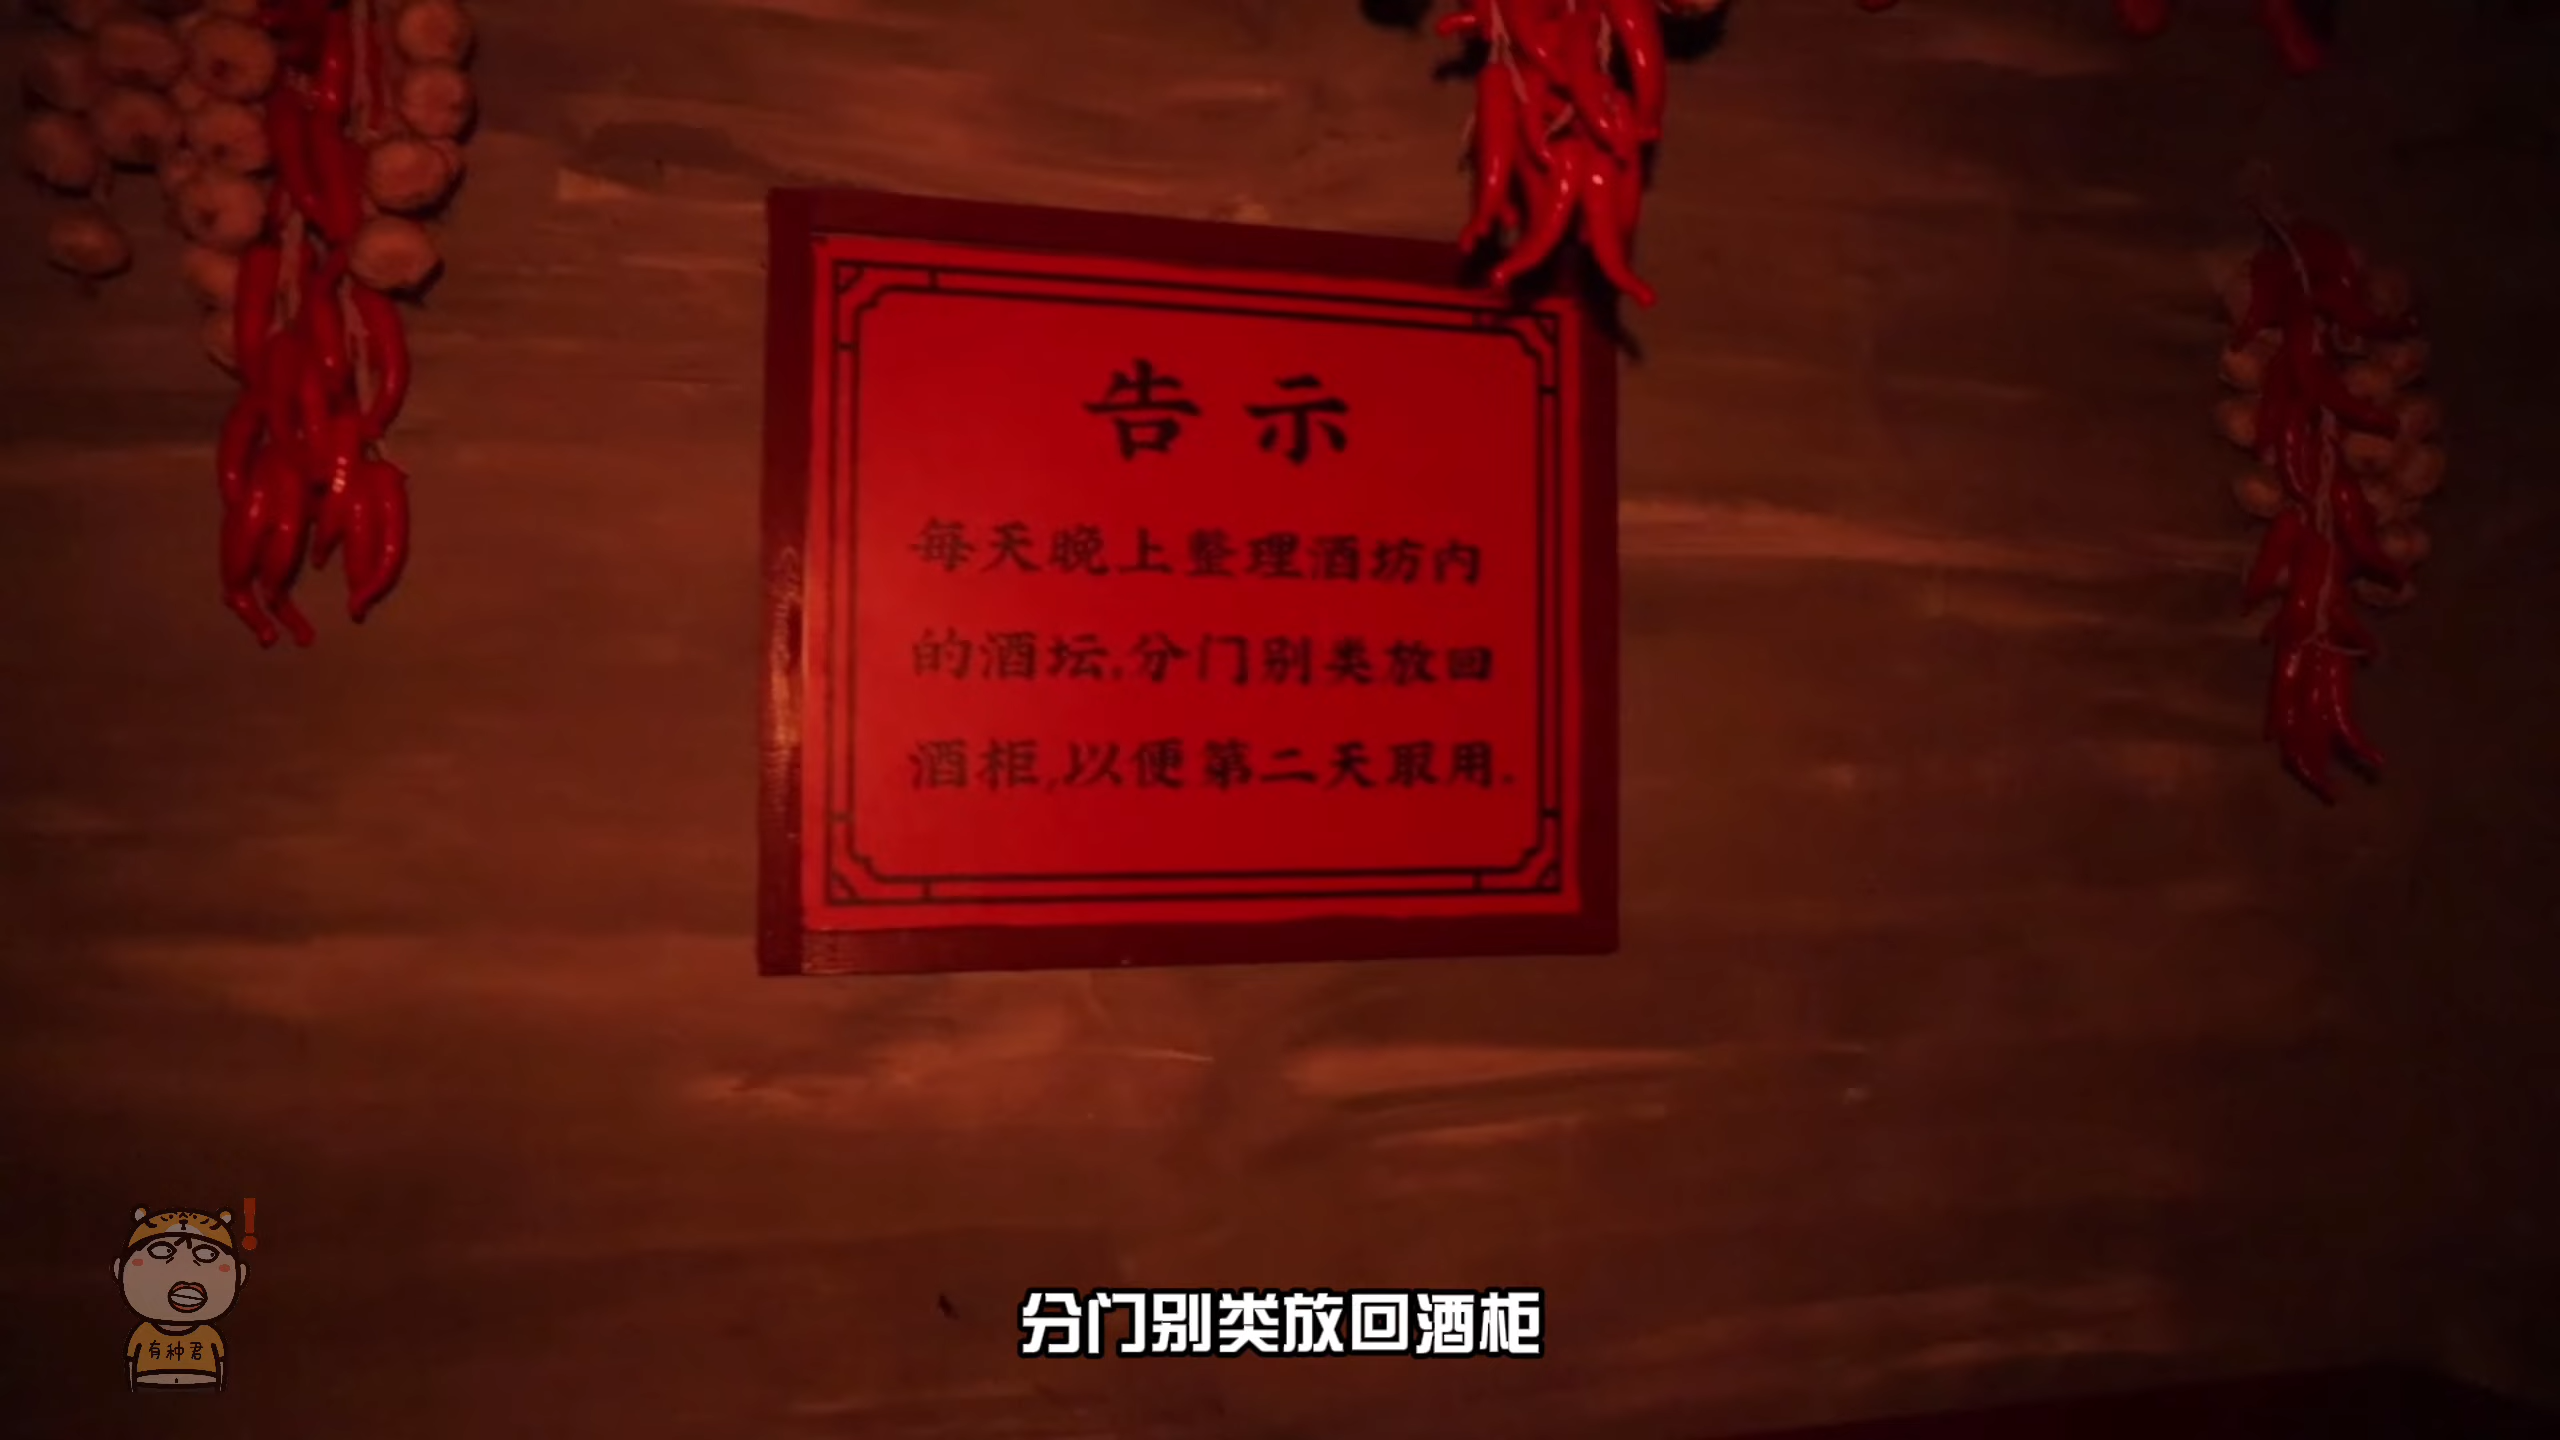 告示
每天晚上整理酒坊内
的酒坛,分门别类放回
酒柜,以便第二天取用.
分门别类放回酒柜
有种君